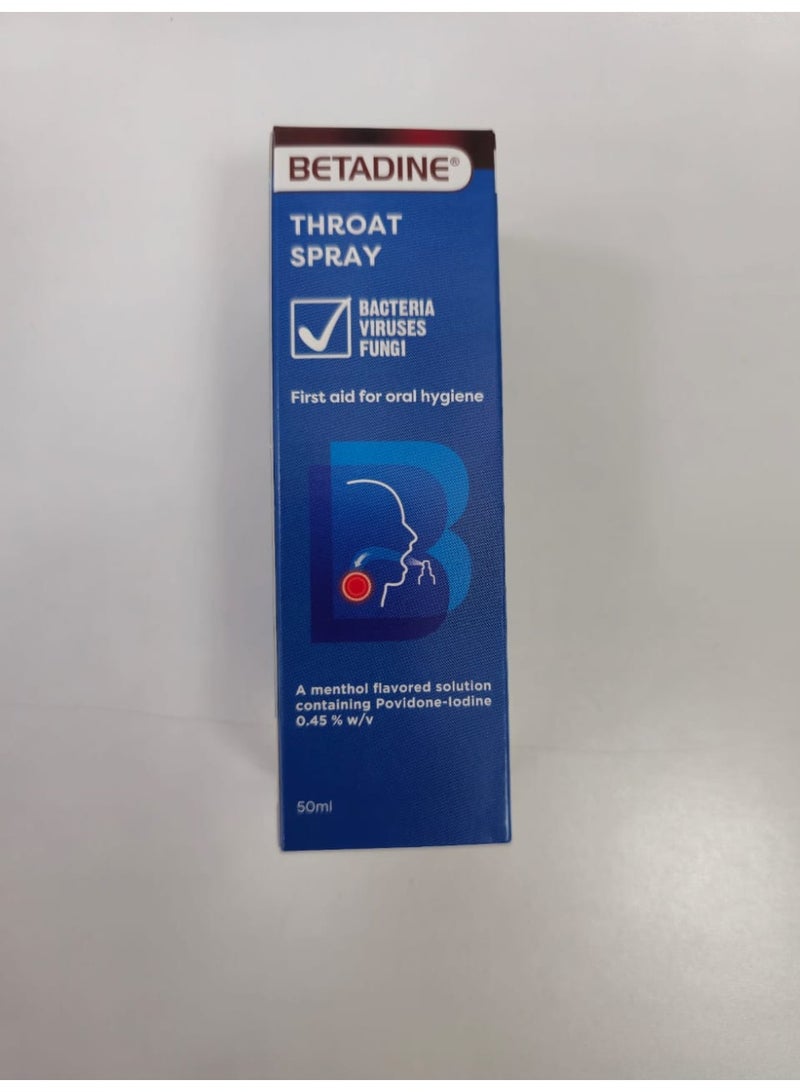 BETADINE®
THROAT
SPRAY
BACTERIA
VIRUSES
FUNGI
First aid for oral hygiene
A menthol flavored solution
containing Povidone-Iodine
0.45 % w/v
50ml